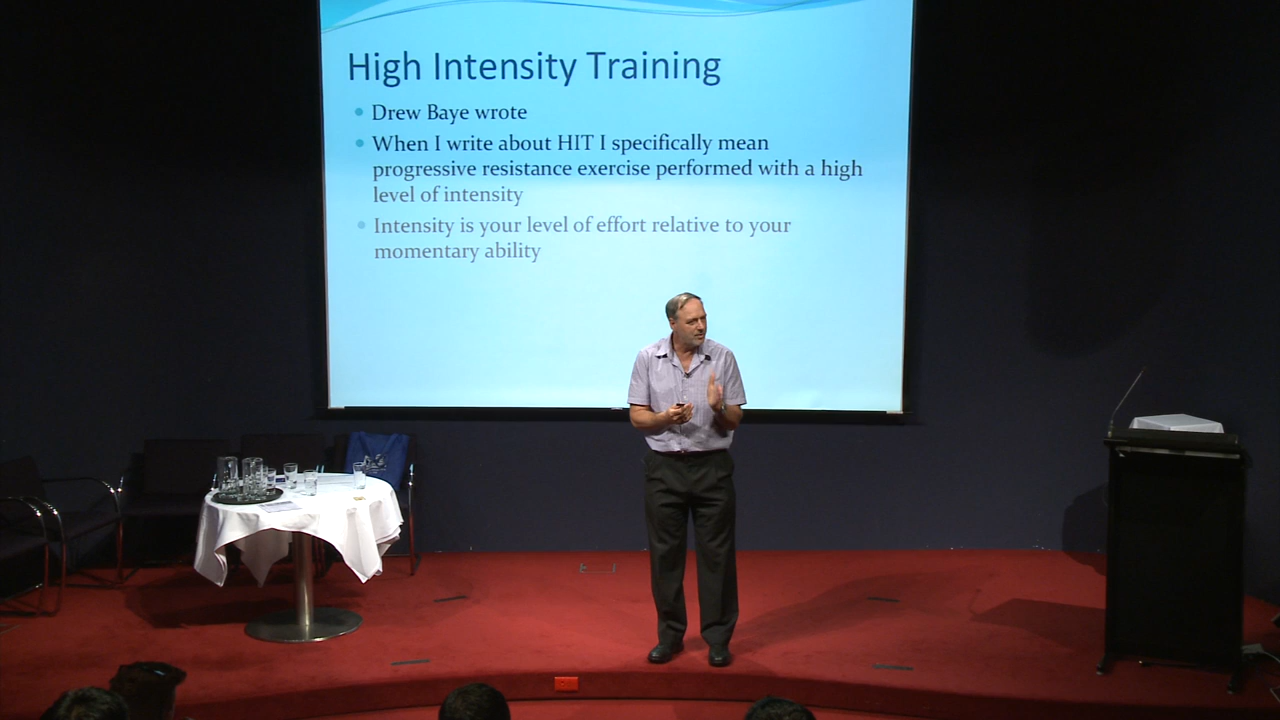 High Intensity Training
Drew Baye wrote
When I write about HIT I specifically mean
progressive resistance exercise performed with a high
level of intensity
Intensity is your level of effort relative to your
momentary ability